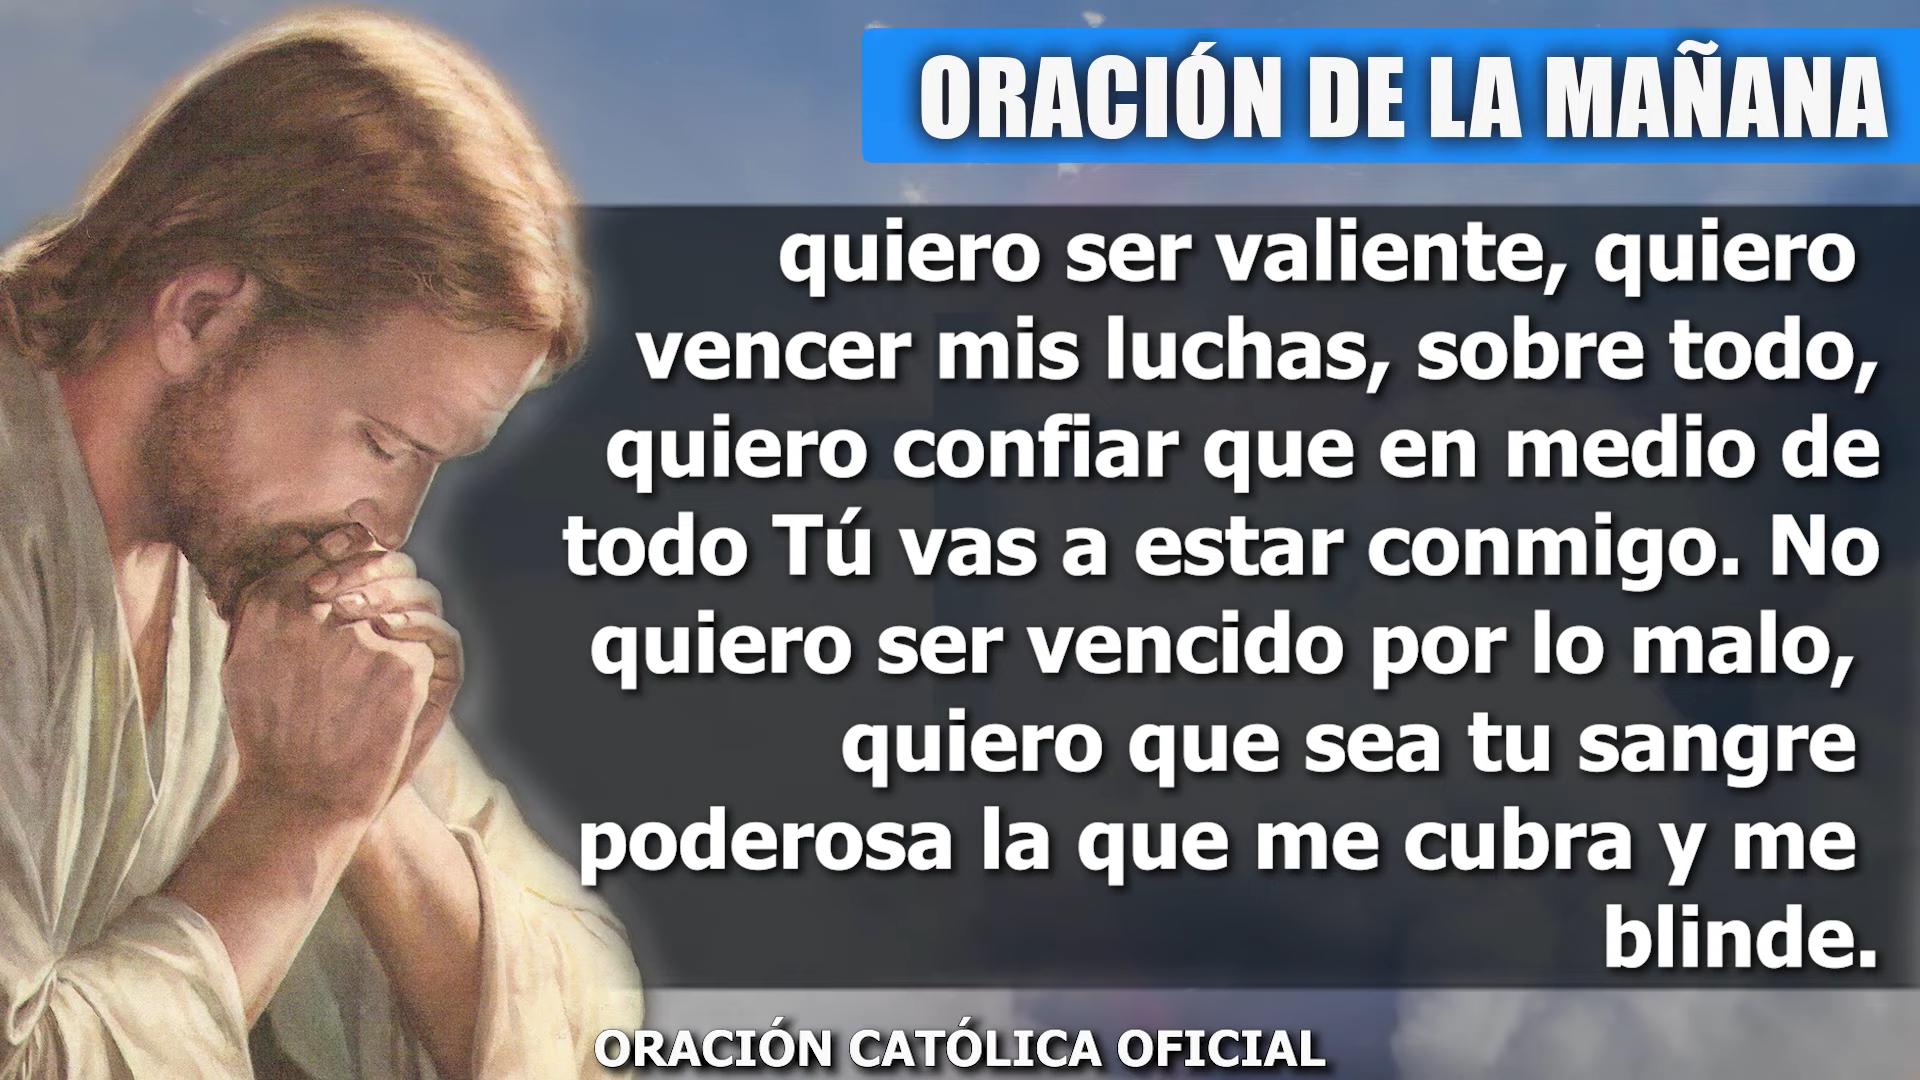 ORACIÓN DE LA MAÑANA
quiero ser valiente, quiero
vencer mis luchas, sobre todo,
quiero confiar que en medio de
todo Tú vas a estar conmigo. No
quiero ser vencido por lo malo,
quiero que sea tu sangre
poderosa la que me cubra y me
blinde.
ORACIÓN CATÓLICA OFICIAL